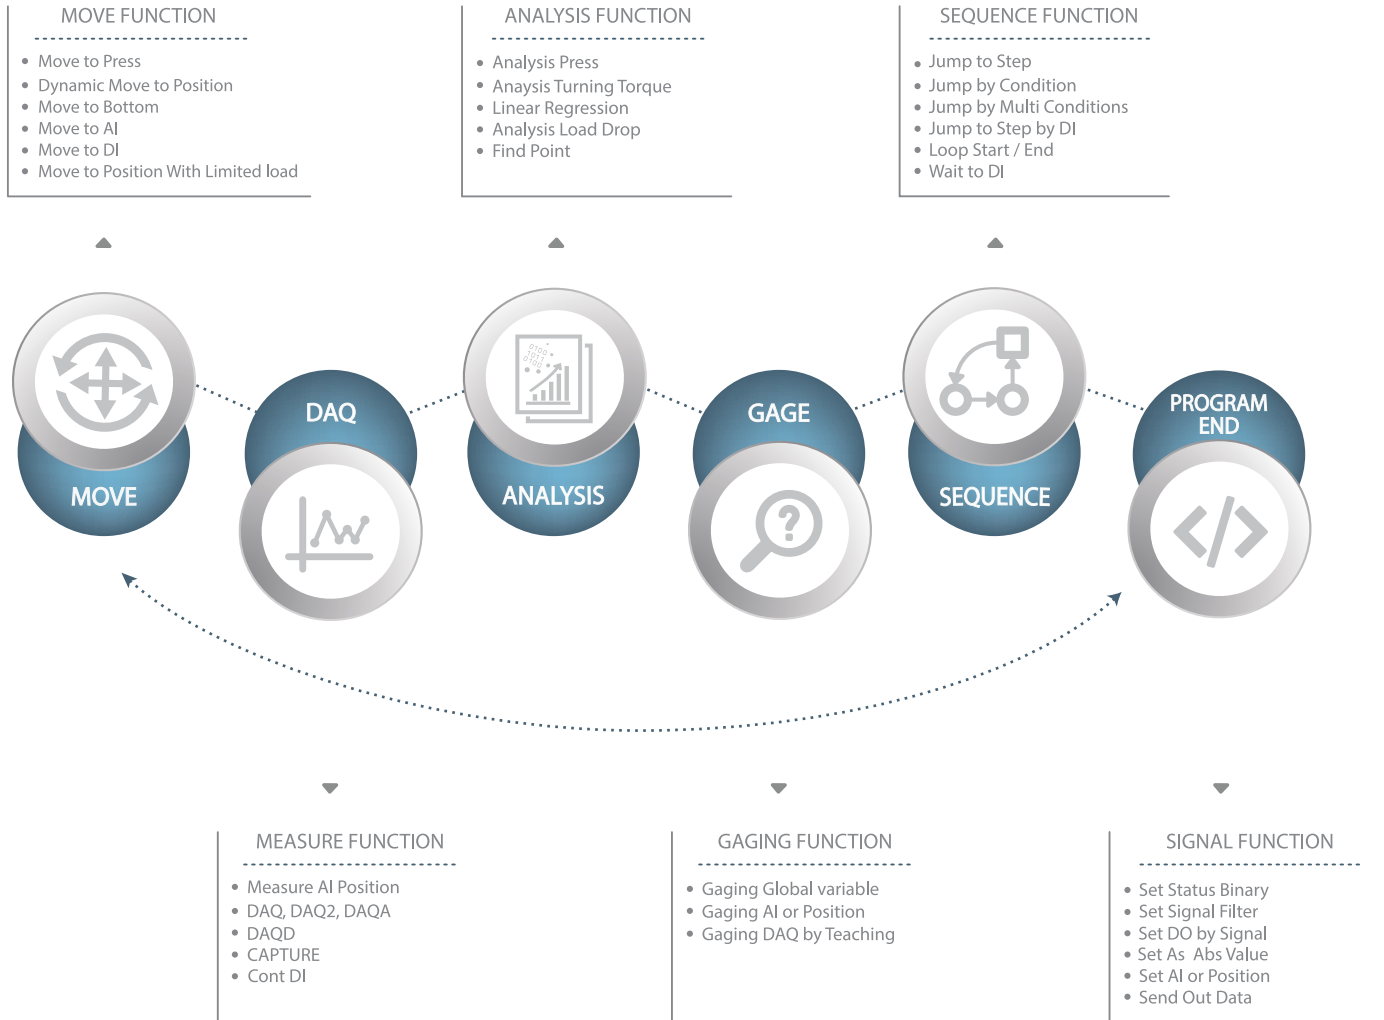 MOVE FUNCTION
Move to Press
Dynamic Move to Position
Move to Bottom
Move to AI
Move to DI
Move to Position With Limited load
ANALYSIS FUNCTION
Analysis Press
Anaysis Turning Torque
Linear Regression
Analysis Load Drop
Find Point
SEQUENCE FUNCTION
Jump to Step
Jump by Condition
Jump by Multi Conditions
Jump to Step by DI
Loop Start / End
Wait to DI
MOVE
DAQ
0100
1011
0100
ANALYSIS
GAGE
?
SEQUENCE
PROGRAM
END
</>
MEASURE FUNCTION
Measure AI Position
DAQ, DAQ2, DAQA
DAQD
CAPTURE
Cont DI
GAGING FUNCTION
Gaging Global variable
Gaging AI or Position
Gaging DAQ by Teaching
SIGNAL FUNCTION
Set Status Binary
Set Signal Filter
Set DO by Signal
Set As Abs Value
Set AI or Position
Send Out Data